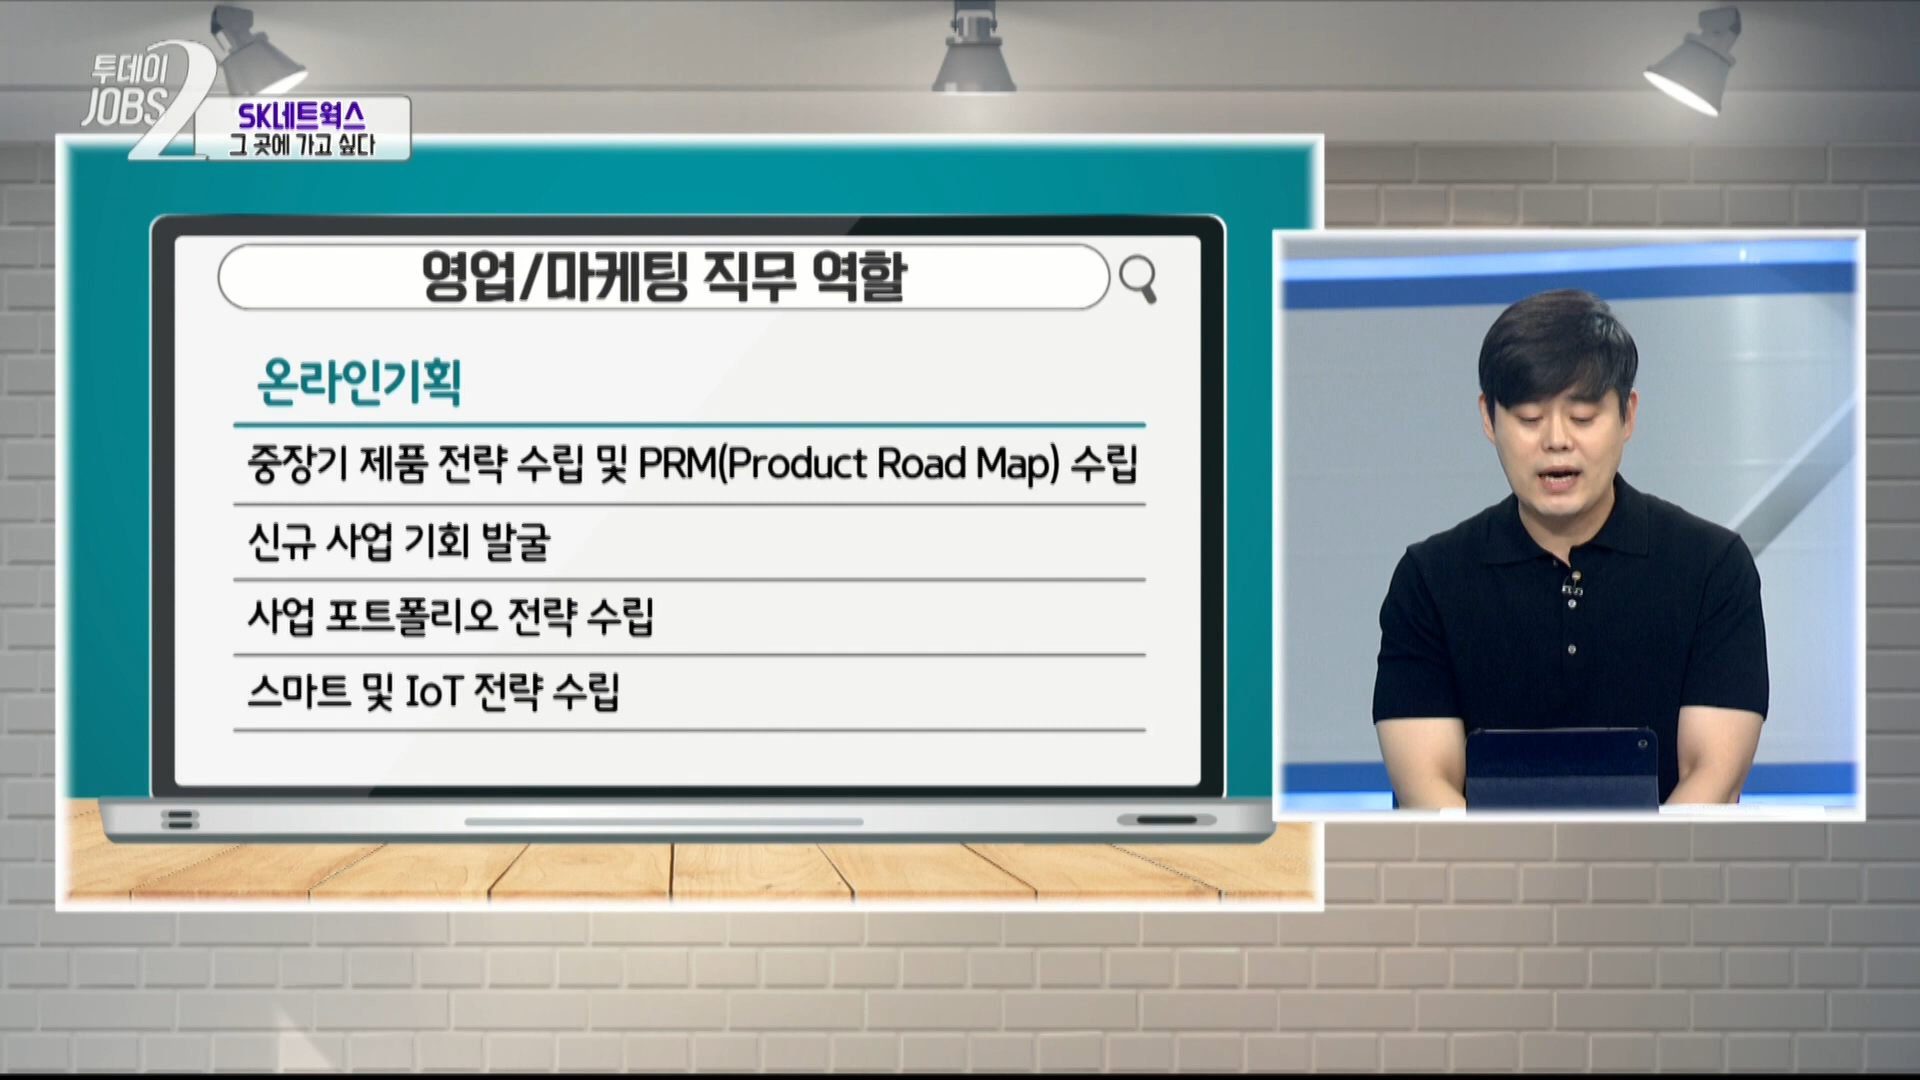 투데이
JOBS 2
SK네트웍스
그 곳에 가고 싶다
영업/마케팅 직무 역할
온라인기획
중장기 제품 전략 수립 및 PRM(Product Road Map) 수립
신규 사업 기회 발굴
사업 포트폴리오 전략 수립
스마트 및 IoT 전략 수립